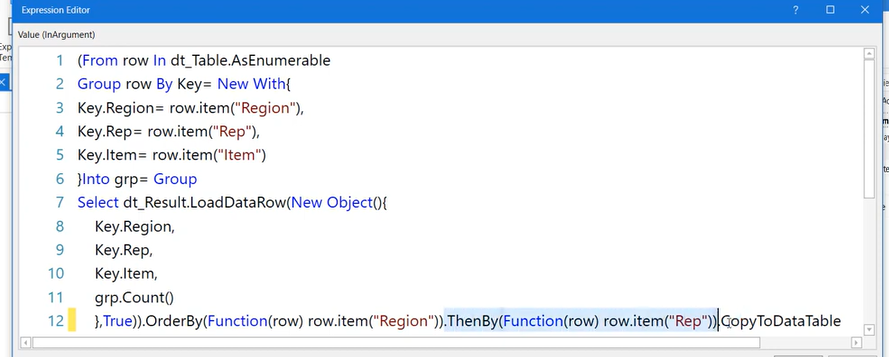 Expression Editor
Value (InArgument)
1 (From row In dt_Table.AsEnumerable
2 Group row By Key= New With{
3 Key.Region= row.item("Region"),
4 Key.Rep= row.item("Rep"),
5 Key.Item= row.item("Item")
6 }Into grp= Group
7 Select dt_Result.LoadDataRow(New Object(){
8 Key.Region,
9 Key.Rep,
10 Key.Item,
11 grp.Count()
12 },True)).OrderBy(Function(row) row.item("Region")).ThenBy(Function(row) row.item("Rep")).CopyToDataTable